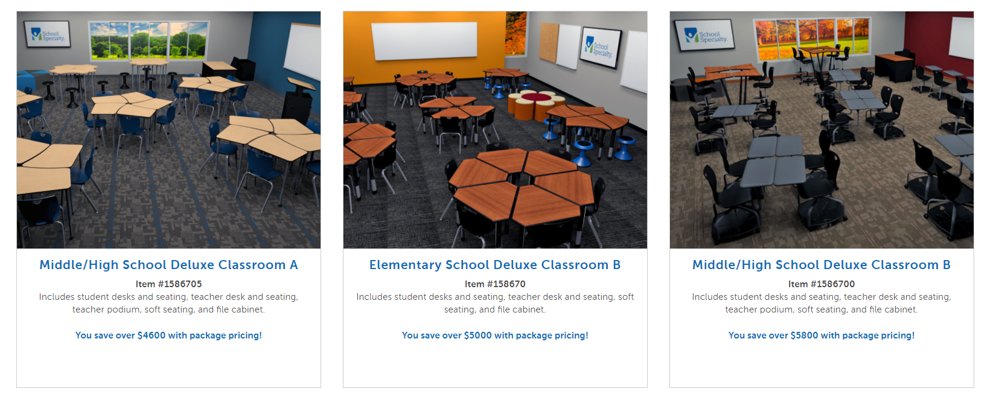 School
Specialty.
School
Specialty.
School
Specialty.
Middle/High School Deluxe Classroom A
Item #1586705
Includes student desks and seating, teacher desk and seating,
teacher podium, soft seating, and file cabinet.
You save over $4600 with package pricing!
Elementary School Deluxe Classroom B
Item #158670
Includes student desks and seating, teacher desk and seating, soft
seating, and file cabinet.
You save over $5000 with package pricing!
Middle/High School Deluxe Classroom B
Item #1586700
Includes student desks and seating, teacher desk and seating,
teacher podium, soft seating, and file cabinet.
You save over $5800 with package pricing!